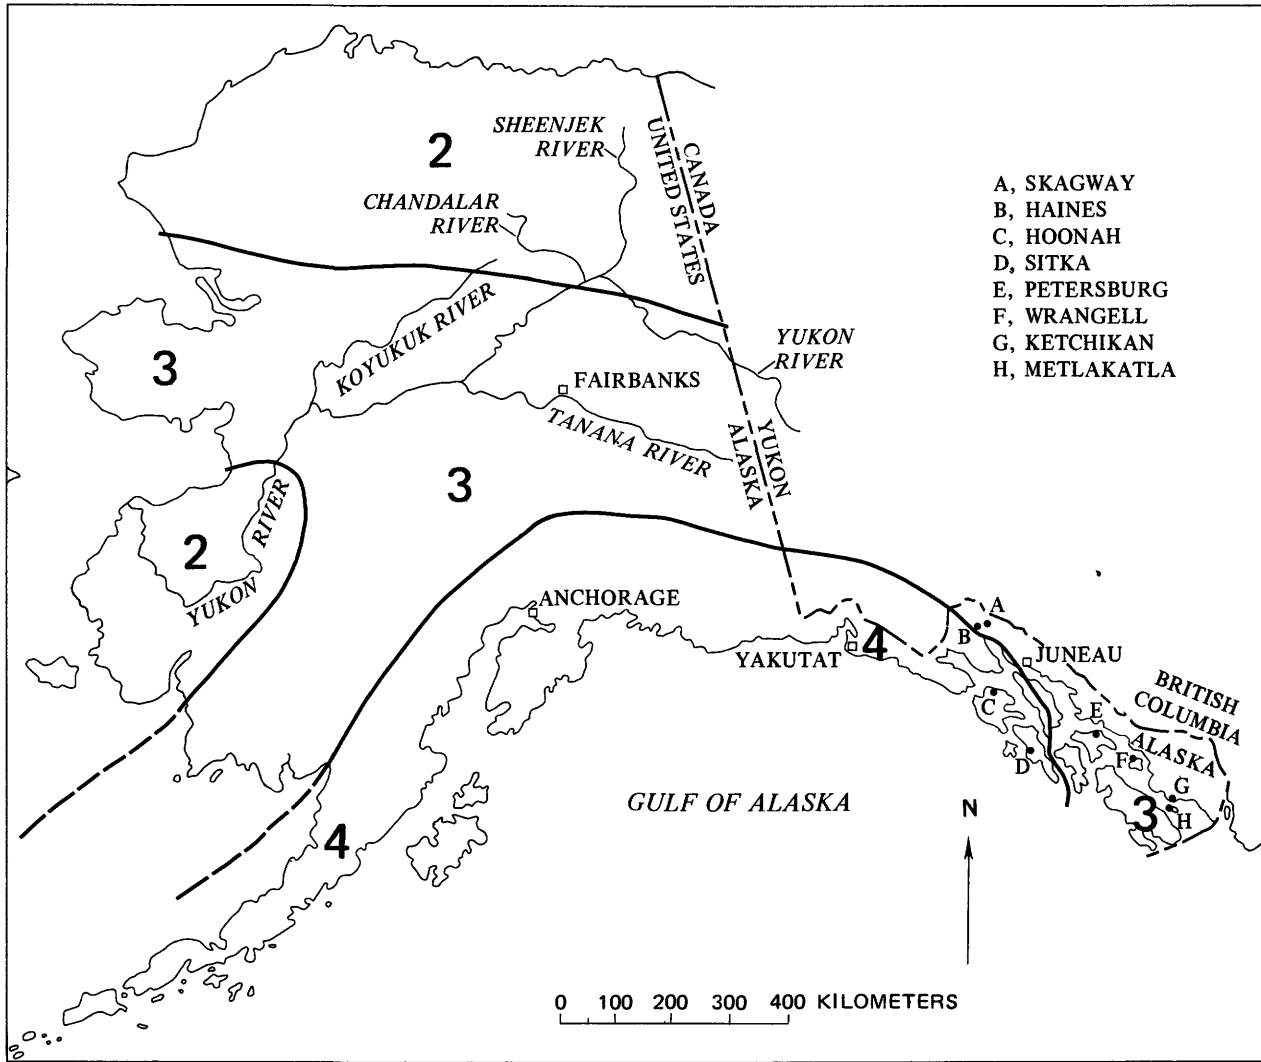 SHEENJEK
RIVER
2
CHANDALAR
RIVER
CANADA
UNITED STATES
A, SKAGWAY
B, HAINES
C, HOONAH
D, SITKA
E, PETERSBURG
F, WRANGELL
G, KETCHIKAN
H, METLAKATLA
KOYUKUK RIVER
YUKON
RIVER
3
FAIRBANKS
TANANA RIVER
YUKON
ALASKA
3
RIVER
2
YUKON
ANCHORAGE
A
B
4
YAKUTAT
JUNEAU
C
BRITISH
COLUMBIA
E
ALASKA
D
F
G
3
H
GULF OF ALASKA
N
4
0 100 200 300 400 KILOMETERS